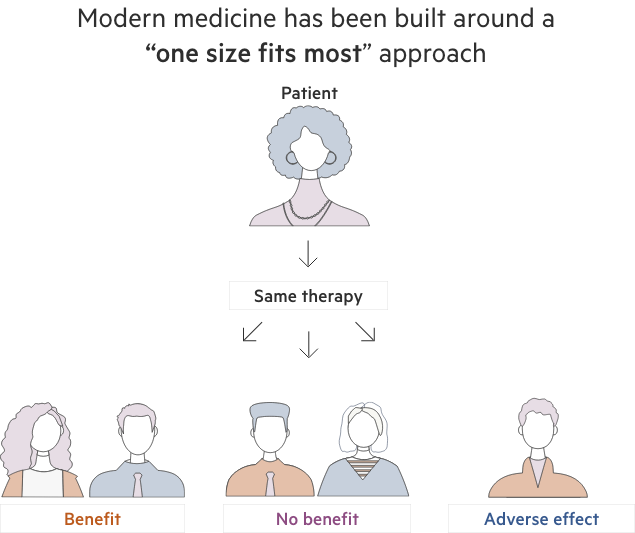 Modern medicine has been built around a
“one size fits most” approach
Patient
Same therapy
Benefit
No benefit
Adverse effect